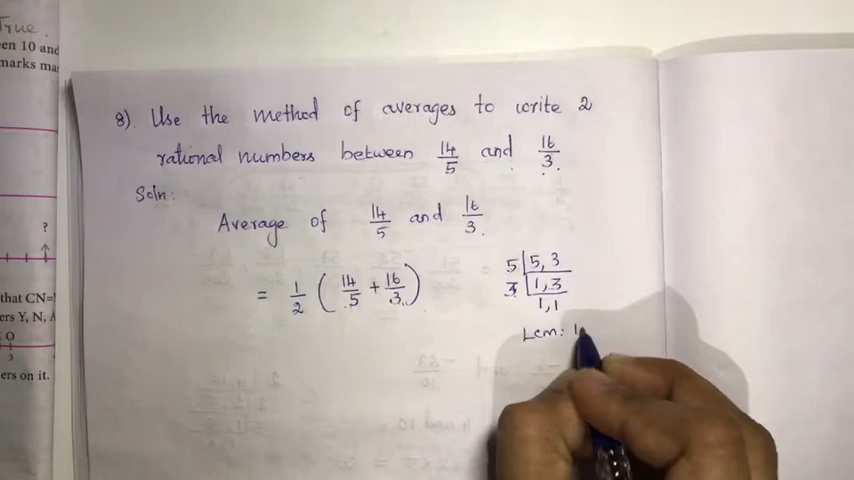 True.
en 10 and
marks ma
?
that CN=
ers Y, N, A
O
3
ers on it.
8). Use the method of averages to write 2
rational numbers between 14/5 and 16/3.
Soln:
Average of 14/5 and 16/3.
= 1/2 (14/5 + 16/3)
5 | 5, 3
3 | 1, 3
1, 1
Lcm: 1